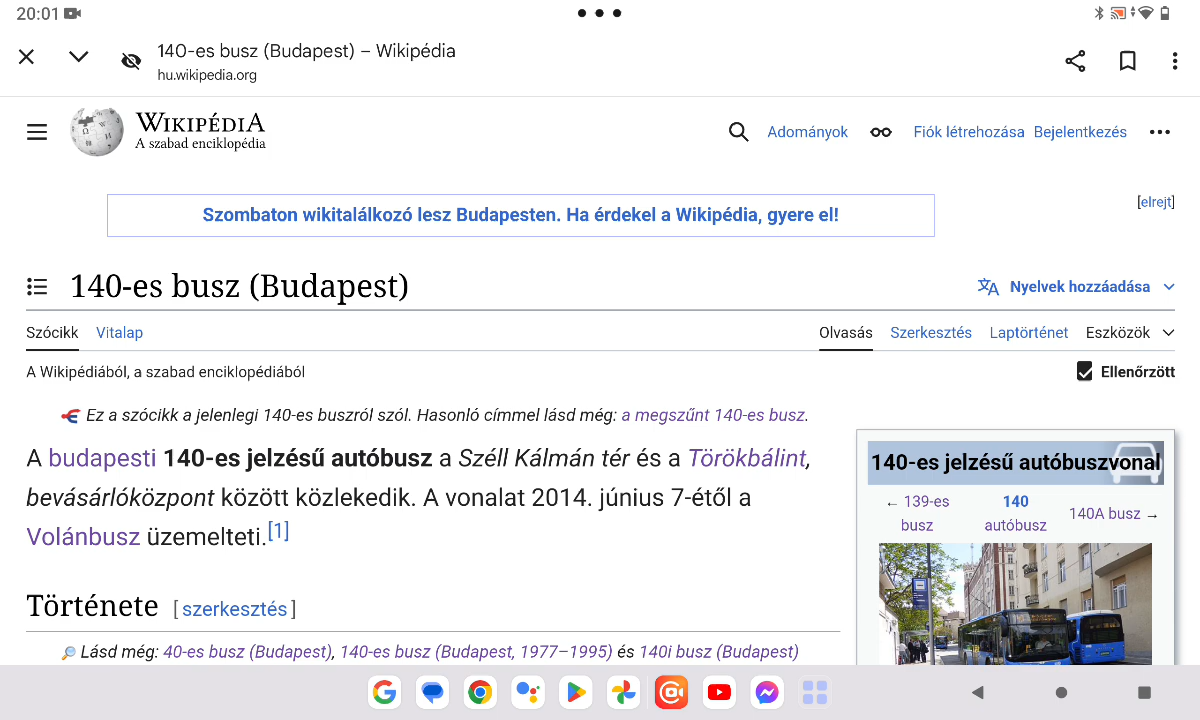 20:01
140-es busz (Budapest) – Wikipédia
hu.wikipedia.org
WIKIPÉDIA
A szabad enciklopédia
Adományok
Fiók létrehozása
Bejelentkezés
Szombaton wikitalálkozó lesz Budapesten. Ha érdekel a Wikipédia, gyere el!
[elrejt]
140-es busz (Budapest)
Nyelvek hozzáadása
Szócikk
Vitalap
Olvasás
Szerkesztés
Laptörténet
Eszközök
A Wikipédiából, a szabad enciklopédiából
Ellenőrzött
Ez a szócikk a jelenlegi 140-es buszról szól. Hasonló címmel lásd még: a megszűnt 140-es busz.
A budapesti 140-es jelzésű autóbusz a Széll Kálmán tér és a Törökbálint,
bevásárlóközpont között közlekedik. A vonalat 2014. június 7-étől a
Volánbusz üzemelteti.[1]
Története [szerkesztés]
Lásd még: 40-es busz (Budapest), 140-es busz (Budapest, 1977–1995) és 140i busz (Budapest)
140-es jelzésű autóbuszvonal
← 139-es
busz
140
autóbusz
140A busz →